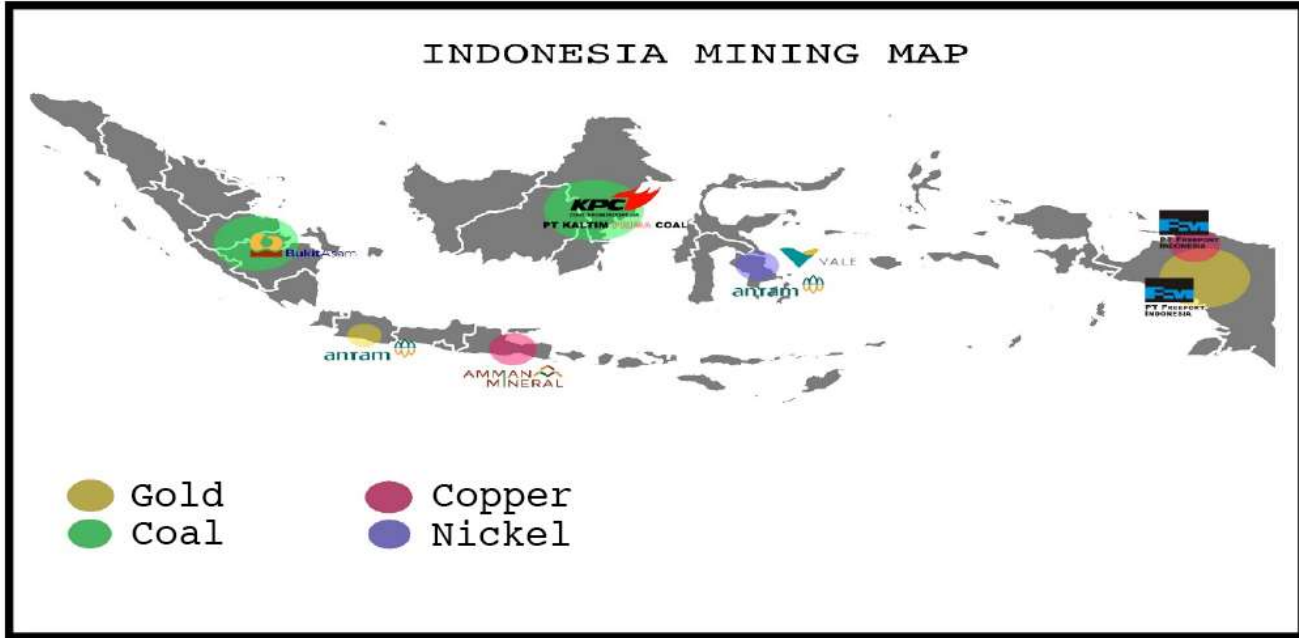 INDONESIA MINING MAP
KPC
PT KALTIM PRIMA COAL
BukitAsam
PT FREEPORT
INDONESIA
VALE
antam
PT FREEPORT
INDONESIA
antam
AMMAN
MINERAL
Gold
Copper
Coal
Nickel